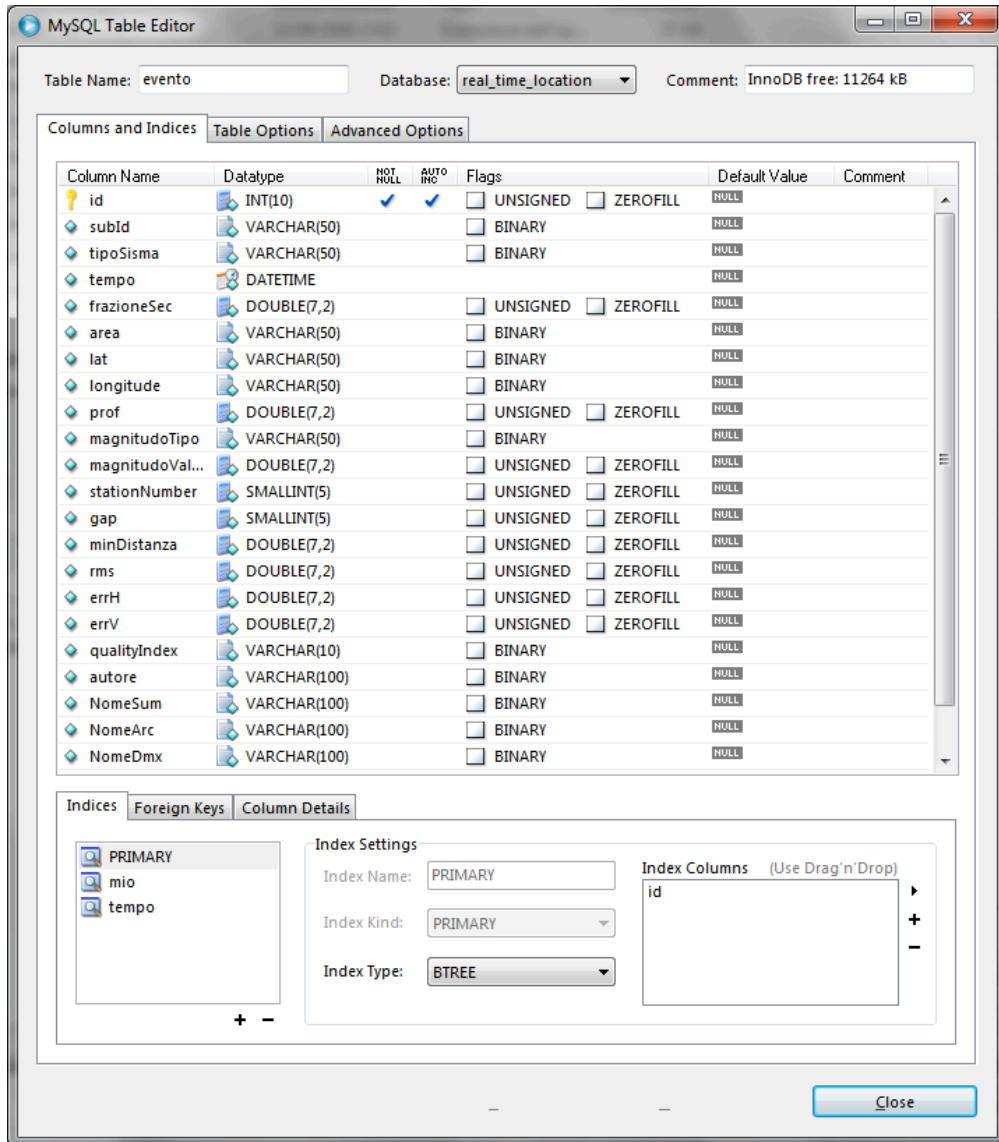 MySQL Table Editor
Table Name: evento Database: real_time_location Comment: InnoDB free: 11264 kB
Columns and Indices Table Options Advanced Options
Column Name Datatype NOT NULL AUTO INC Flags Default Value Comment
id INT(10) UNSIGNED ZEROFILL NULL
subId VARCHAR(50) BINARY NULL
tipoSisma VARCHAR(50) BINARY NULL
tempo DATETIME NULL
frazioneSec DOUBLE(7,2) UNSIGNED ZEROFILL NULL
area VARCHAR(50) BINARY NULL
lat VARCHAR(50) BINARY NULL
longitude VARCHAR(50) BINARY NULL
prof DOUBLE(7,2) UNSIGNED ZEROFILL NULL
magnitudoTipo VARCHAR(50) BINARY NULL
magnitudoVal... DOUBLE(7,2) UNSIGNED ZEROFILL NULL
stationNumber SMALLINT(5) UNSIGNED ZEROFILL NULL
gap SMALLINT(5) UNSIGNED ZEROFILL NULL
minDistanza DOUBLE(7,2) UNSIGNED ZEROFILL NULL
rms DOUBLE(7,2) UNSIGNED ZEROFILL NULL
errH DOUBLE(7,2) UNSIGNED ZEROFILL NULL
errV DOUBLE(7,2) UNSIGNED ZEROFILL NULL
qualityIndex VARCHAR(10) BINARY NULL
autore VARCHAR(100) BINARY NULL
NomeSum VARCHAR(100) BINARY NULL
NomeArc VARCHAR(100) BINARY NULL
NomeDmx VARCHAR(100) BINARY NULL
Indices Foreign Keys Column Details
PRIMARY
mio
tempo
Index Settings
Index Name: PRIMARY
Index Kind: PRIMARY
Index Type: BTREE
Index Columns (Use Drag'n'Drop)
id
Close